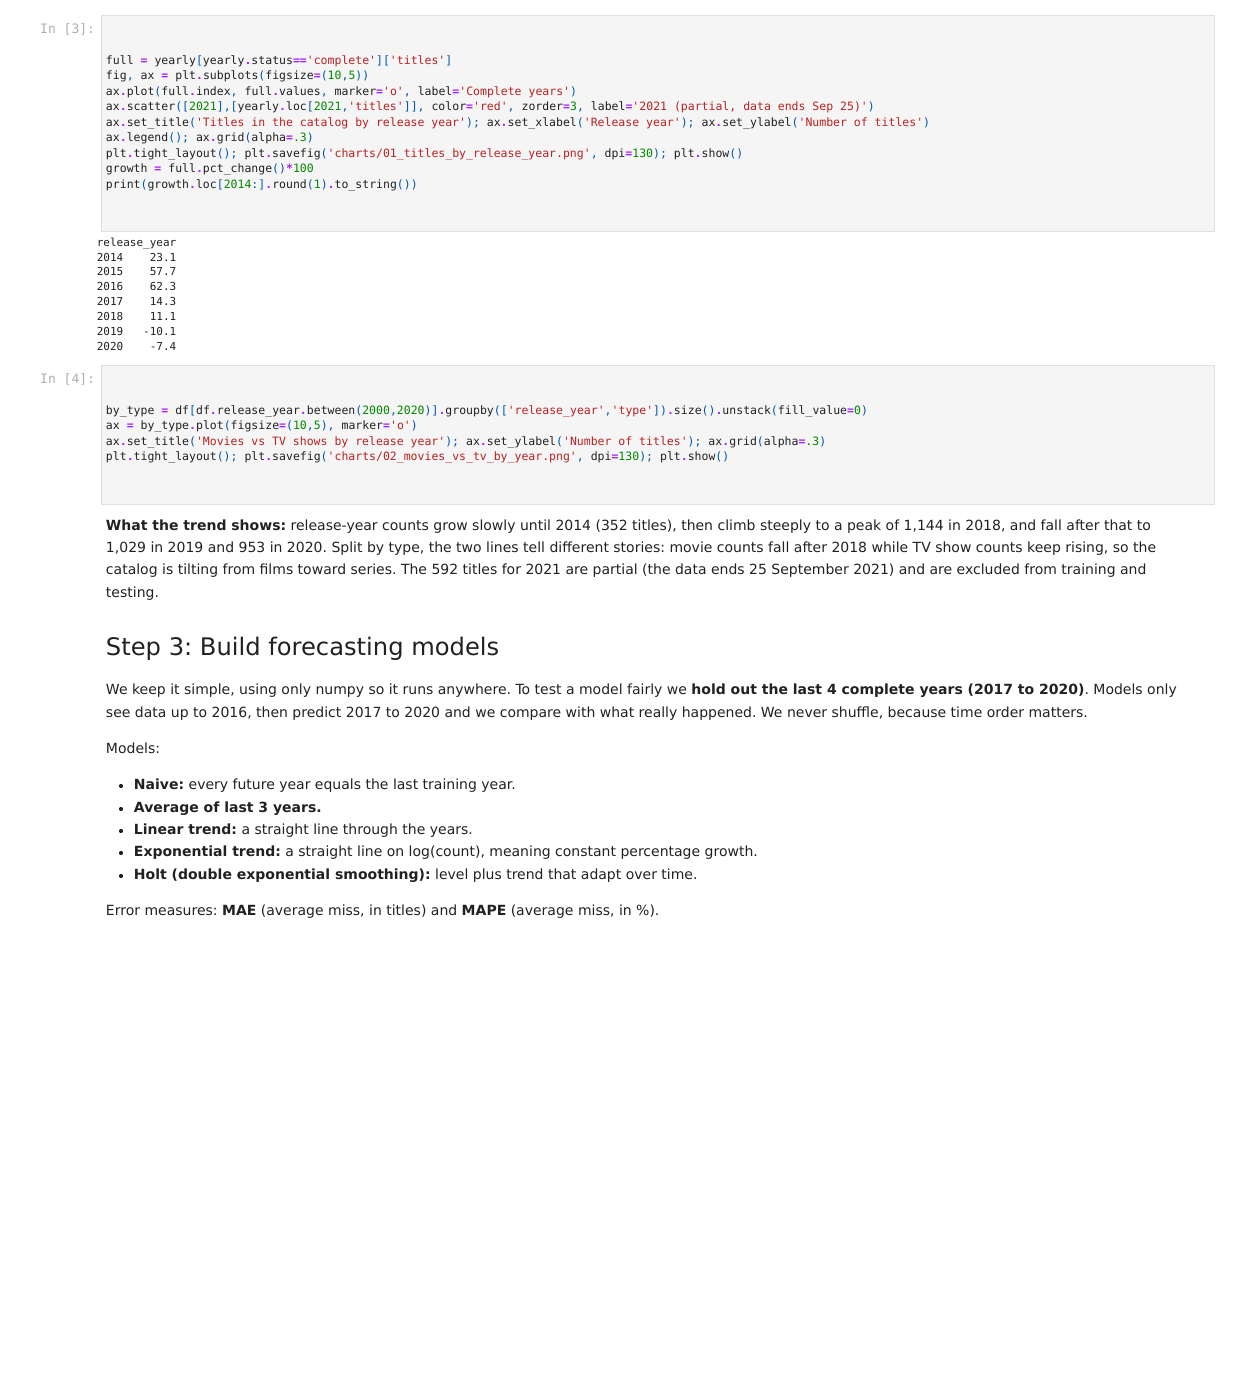 In [3]:
full = yearly[yearly.status=='complete']['titles']
fig, ax = plt.subplots(figsize=(10,5))
ax.plot(full.index, full.values, marker='o', label='Complete years')
ax.scatter([2021],[yearly.loc[2021,'titles']], color='red', zorder=3, label='2021 (partial, data ends Sep 25)')
ax.set_title('Titles in the catalog by release year'); ax.set_xlabel('Release year'); ax.set_ylabel('Number of titles')
ax.legend(); ax.grid(alpha=.3)
plt.tight_layout(); plt.savefig('charts/01_titles_by_release_year.png', dpi=130); plt.show()
growth = full.pct_change()*100
print(growth.loc[2014:].round(1).to_string())
release_year
2014    23.1
2015    57.7
2016    62.3
2017    14.3
2018    11.1
2019   -10.1
2020    -7.4
In [4]:
by_type = df[df.release_year.between(2000,2020)].groupby(['release_year','type']).size().unstack(fill_value=0)
ax = by_type.plot(figsize=(10,5), marker='o')
ax.set_title('Movies vs TV shows by release year'); ax.set_ylabel('Number of titles'); ax.grid(alpha=.3)
plt.tight_layout(); plt.savefig('charts/02_movies_vs_tv_by_year.png', dpi=130); plt.show()
What the trend shows: release-year counts grow slowly until 2014 (352 titles), then climb steeply to a peak of 1,144 in 2018, and fall after that to
1,029 in 2019 and 953 in 2020. Split by type, the two lines tell different stories: movie counts fall after 2018 while TV show counts keep rising, so the
catalog is tilting from films toward series. The 592 titles for 2021 are partial (the data ends 25 September 2021) and are excluded from training and
testing.
Step 3: Build forecasting models
We keep it simple, using only numpy so it runs anywhere. To test a model fairly we hold out the last 4 complete years (2017 to 2020). Models only
see data up to 2016, then predict 2017 to 2020 and we compare with what really happened. We never shuffle, because time order matters.
Models:
• Naive: every future year equals the last training year.
• Average of last 3 years.
• Linear trend: a straight line through the years.
• Exponential trend: a straight line on log(count), meaning constant percentage growth.
• Holt (double exponential smoothing): level plus trend that adapt over time.
Error measures: MAE (average miss, in titles) and MAPE (average miss, in %).